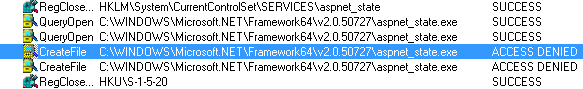 RegClose... HKLM\System\CurrentControlSet\SERVICES\aspnet_state SUCCESS
QueryOpen C:\WINDOWS\Microsoft.NET\Framework64\v2.0.50727\aspnet_state.exe SUCCESS
QueryOpen C:\WINDOWS\Microsoft.NET\Framework64\v2.0.50727\aspnet_state.exe SUCCESS
CreateFile C:\WINDOWS\Microsoft.NET\Framework64\v2.0.50727\aspnet_state.exe ACCESS DENIED
CreateFile C:\WINDOWS\Microsoft.NET\Framework64\v2.0.50727\aspnet_state.exe ACCESS DENIED
RegClose... HKU\S-1-5-20 SUCCESS